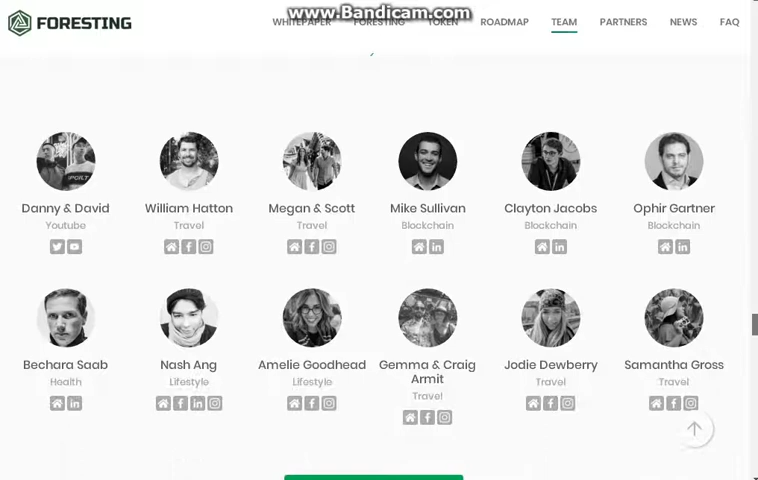 www.Bandicam.com
FORESTING
WHITEPAPER FORESTING TOKEN ROADMAP TEAM PARTNERS NEWS FAQ
Danny & David William Hatton Megan & Scott Mike Sullivan Clayton Jacobs Ophir Gartner
Youtube Travel Travel Blockchain Blockchain Blockchain
Bechara Saab Nash Ang Amelie Goodhead Gemma & Craig Armit Jodie Dewberry Samantha Gross
Health Lifestyle Lifestyle Travel Travel Travel